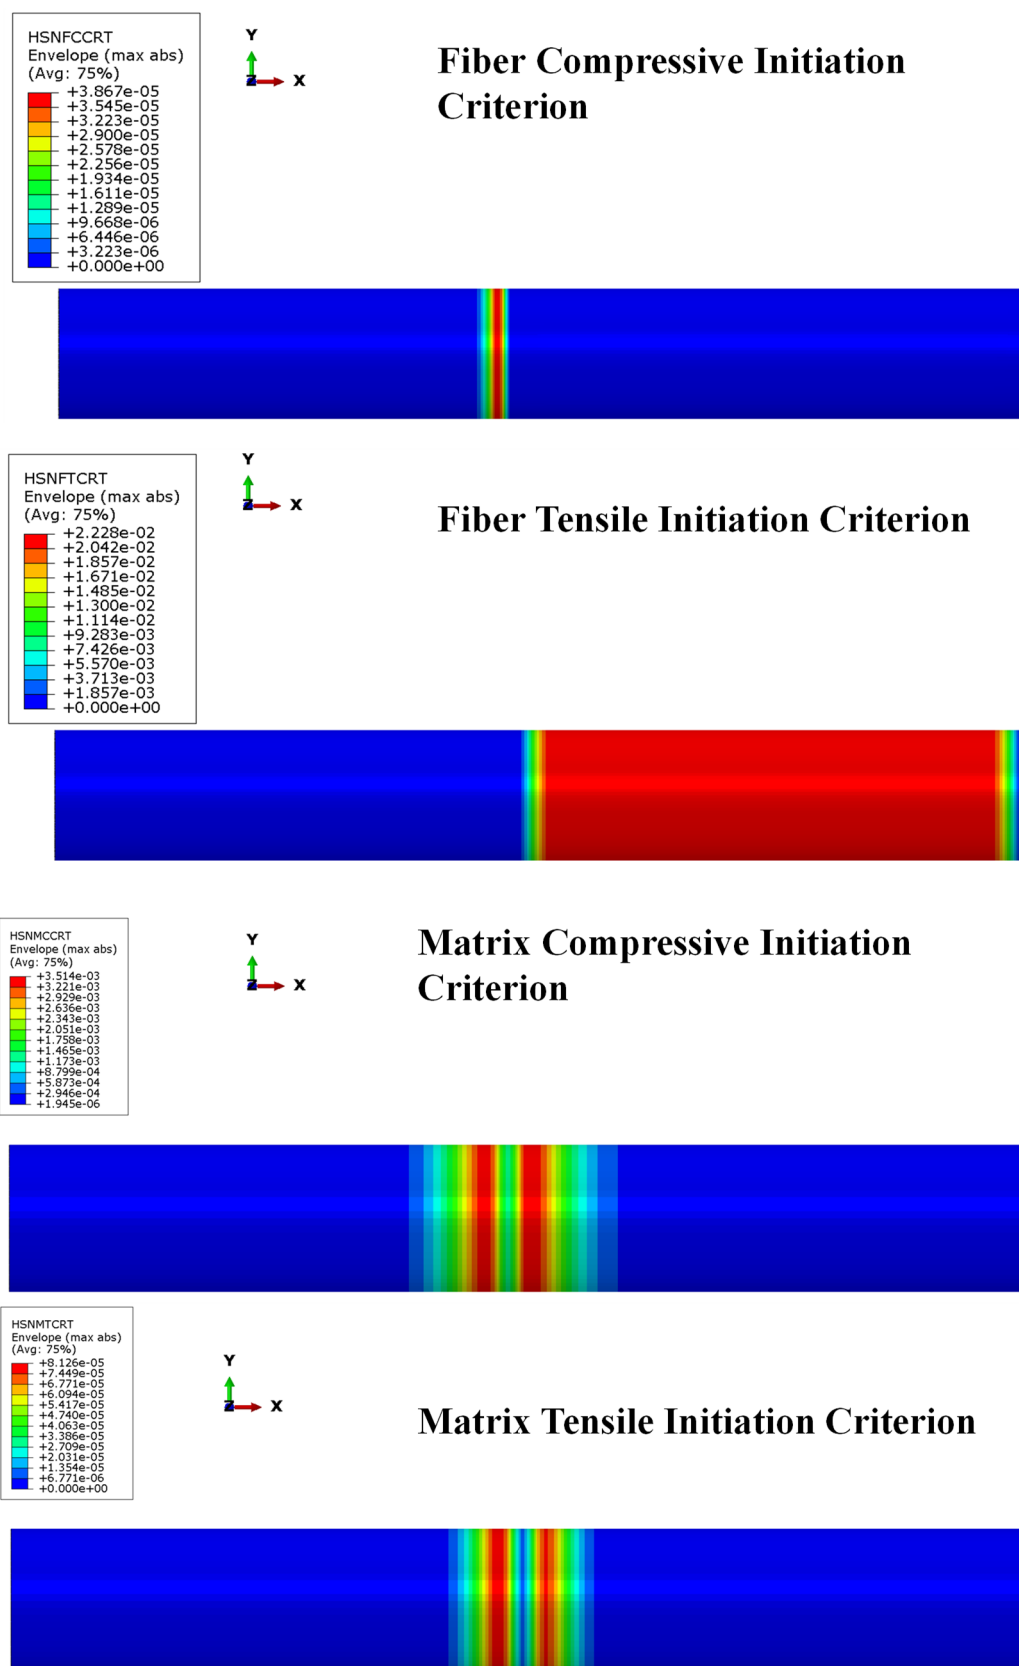 HSNFCCRT
Envelope (max abs)
(Avg: 75%)
+3.867e-05
+3.545e-05
+3.223e-05
+2.900e-05
+2.578e-05
+2.256e-05
+1.934e-05
+1.611e-05
+1.289e-05
+9.668e-06
+6.446e-06
+3.223e-06
+0.000e+00
Y
X
Z
Fiber Compressive Initiation
Criterion
HSNFTCRT
Envelope (max abs)
(Avg: 75%)
+2.228e-02
+2.042e-02
+1.857e-02
+1.671e-02
+1.485e-02
+1.300e-02
+1.114e-02
+9.283e-03
+7.426e-03
+5.570e-03
+3.713e-03
+1.857e-03
+0.000e+00
Y
X
Z
Fiber Tensile Initiation Criterion
HSNMCCRT
Envelope (max abs)
(Avg: 75%)
+3.514e-03
+3.221e-03
+2.929e-03
+2.636e-03
+2.343e-03
+2.051e-03
+1.758e-03
+1.465e-03
+1.173e-03
+8.799e-04
+5.873e-04
+2.946e-04
+1.945e-06
Y
X
Z
Matrix Compressive Initiation
Criterion
HSNMTCRT
Envelope (max abs)
(Avg: 75%)
+8.126e-05
+7.449e-05
+6.771e-05
+6.094e-05
+5.417e-05
+4.740e-05
+4.063e-05
+3.386e-05
+2.709e-05
+2.031e-05
+1.354e-05
+6.771e-06
+0.000e+00
Y
X
Z
Matrix Tensile Initiation Criterion